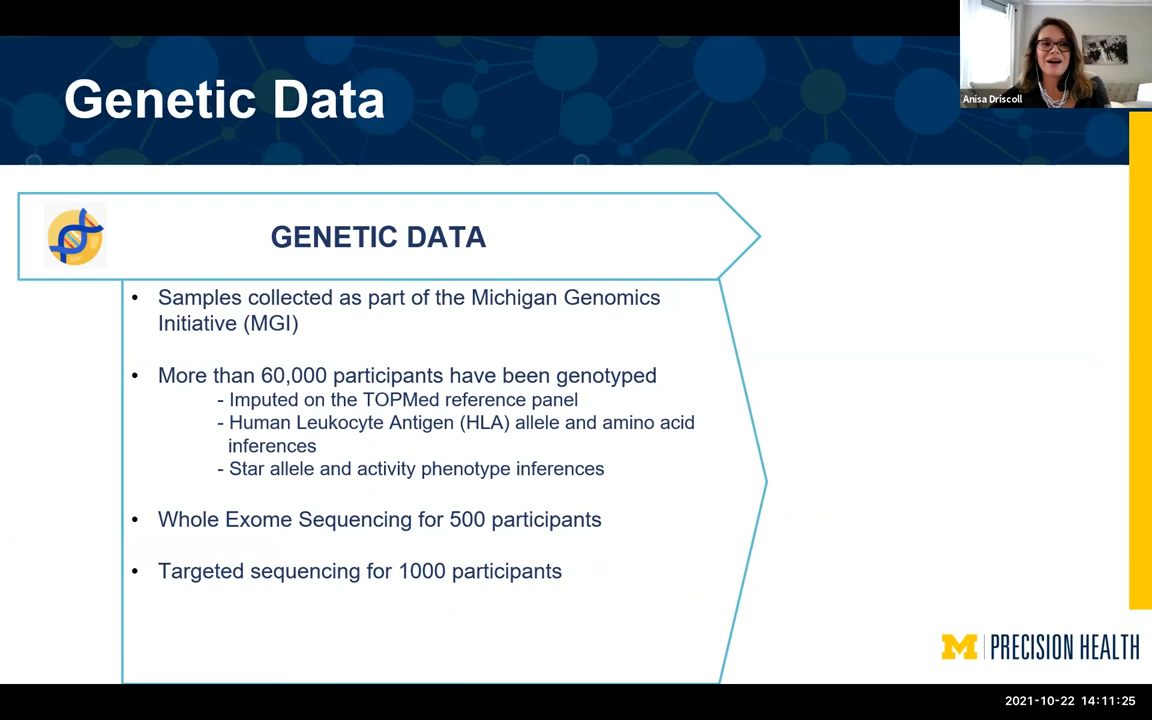 Genetic Data
Anisa Driscoll
GENETIC DATA
• Samples collected as part of the Michigan Genomics
Initiative (MGI)
• More than 60,000 participants have been genotyped
- Imputed on the TOPMed reference panel
- Human Leukocyte Antigen (HLA) allele and amino acid
inferences
- Star allele and activity phenotype inferences
• Whole Exome Sequencing for 500 participants
• Targeted sequencing for 1000 participants
M | PRECISION HEALTH
2021-10-22 14:11:25